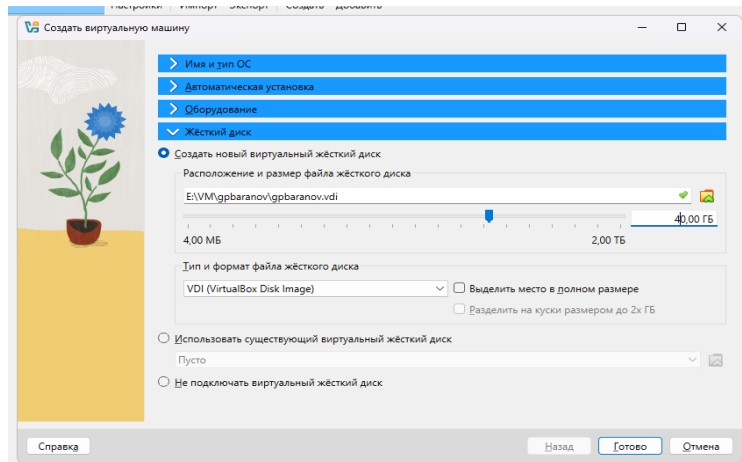 Настройки Импорт Экспорт Создать Добавить
Создать виртуальную машину
Имя и тип ОС
Автоматическая установка
Оборудование
Жёсткий диск
Создать новый виртуальный жёсткий диск
Расположение и размер файла жёсткого диска
E:\VM\gpbaranov\gpbaranov.vdi
40,00 ГБ
4,00 МБ 2,00 ТБ
Тип и формат файла жёсткого диска
VDI (VirtualBox Disk Image) Выделить место в полном размере
Разделить на куски размером до 2х ГБ
Использовать существующий виртуальный жёсткий диск
Пусто
Не подключать виртуальный жёсткий диск
Справка Назад Готово Отмена